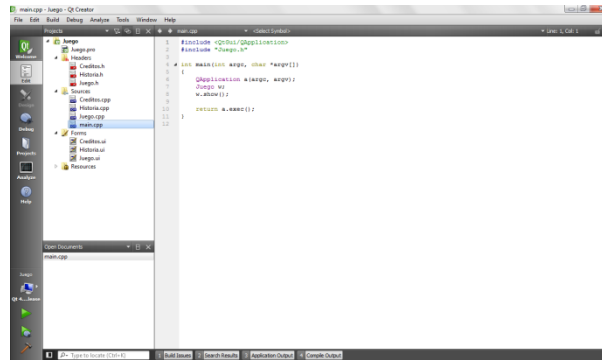 main.cpp - Juego - Qt Creator
File Edit Build Debug Analyze Tools Window Help
Projects
main.cpp
<Select Symbol>
Line: 1, Col: 1
Welcome
Edit
Design
Debug
Projects
Analyze
Help
Juego
Juego.pro
Headers
Creditos.h
Historia.h
Juego.h
Sources
Creditos.cpp
Historia.cpp
Juego.cpp
main.cpp
Forms
Creditos.ui
Historia.ui
Juego.ui
Resources
1 #include <QtGui/QApplication>
2 #include "Juego.h"
3
4 int main(int argc, char *argv[])
5 {
6 QApplication a(argc, argv);
7 Juego w;
8 w.show();
9
10 return a.exec();
11 }
12
Open Documents
main.cpp
Juego
Type to locate (Ctrl+K)
1 Build Issues 2 Search Results 3 Application Output 4 Compile Output